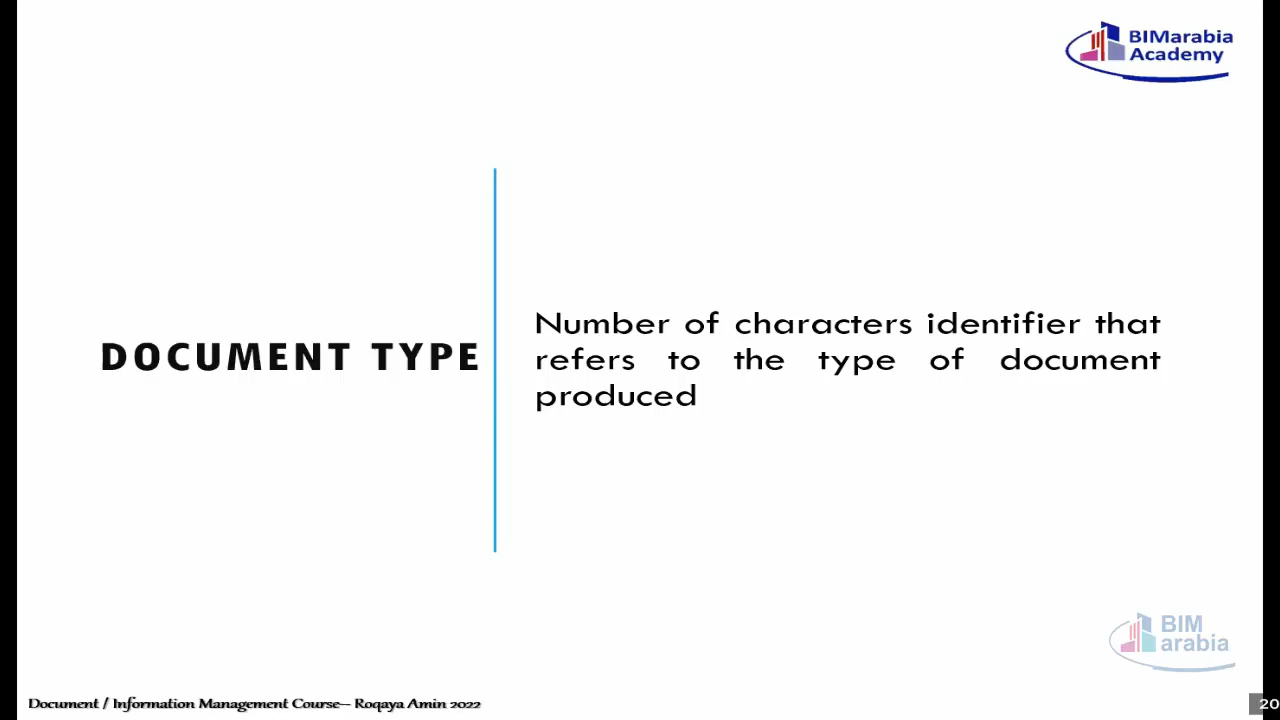 BIMarabia
Academy
DOCUMENT TYPE
Number of characters identifier that
refers to the type of document
produced
BIM
arabia
Document / Information Management Course-- Roqaya Amin 2022
20